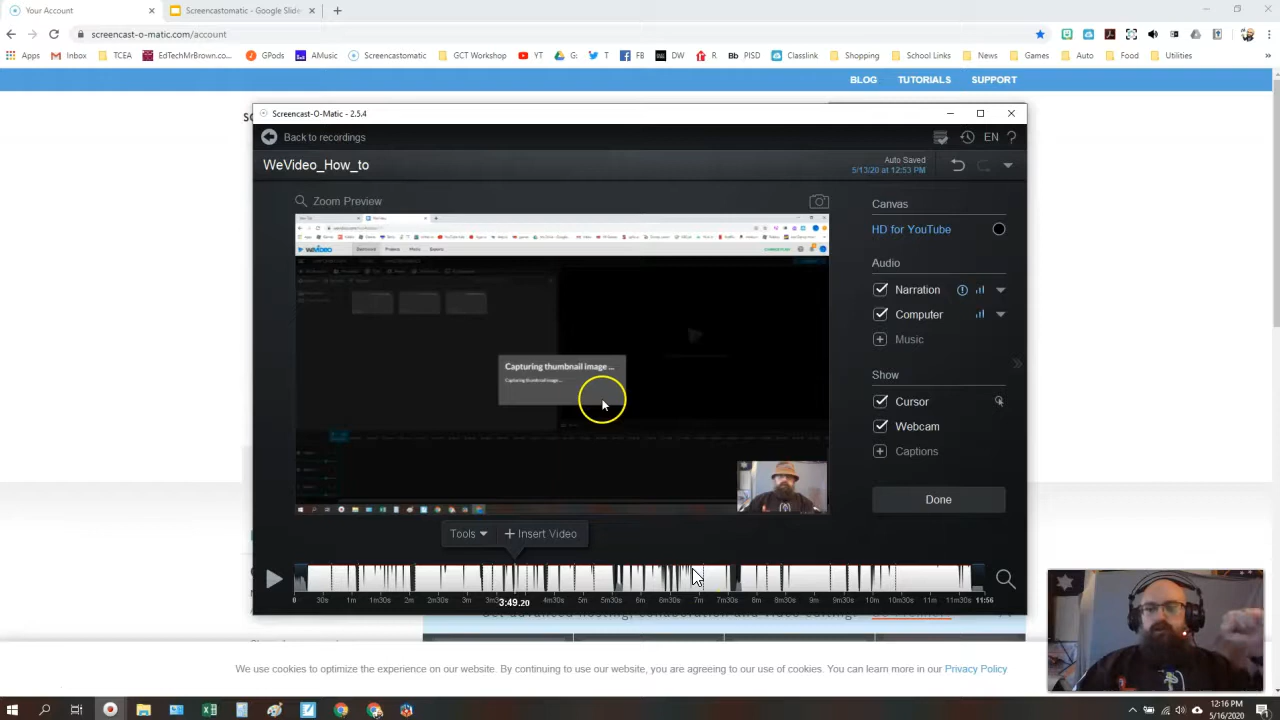 Your Account
Screencastomatic - Google Slide
screencast-o-matic.com/account
Apps Inbox TCEA EdTechMrBrown.co... GPods AMusic Screencastomatic GCT Workshop YT G: T FB DW R Bb PISD Classlink Shopping School Links News Games Auto Food Utilities
BLOG TUTORIALS SUPPORT
Screencast-O-Matic - 2.5.4
Back to recordings EN ?
WeVideo_How_to
Auto Saved
5/13/20 at 12:53 PM
Zoom Preview
Canvas
HD for YouTube
Audio
Narration
Computer
Music
Show
Cursor
Webcam
Captions
Done
WeVideo
Capturing thumbnail image ...
Capturing thumbnail image ...
Tools Insert Video
0 30s 1m 1m30s 2m 2m30s 3m 3:49.20 4m30s 5m 5m30s 6m 6m30s 7m 7m30s 8m 8m30s 9m 9m30s 10m 10m30s 11m 11m30s 11:56
We use cookies to optimize the experience on our website. By continuing to use our website, you are agreeing to our use of cookies. You can learn more in our Privacy Policy
12:16 PM
5/16/2020